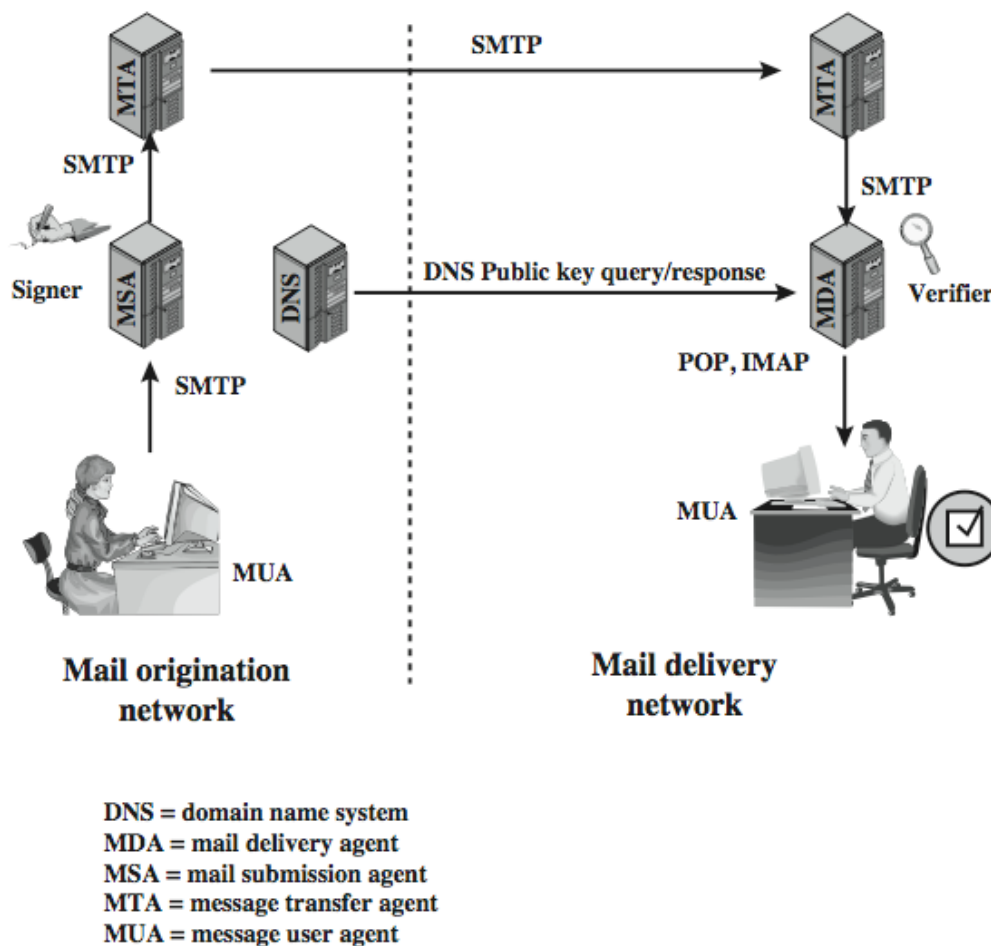 SMTP
MTA
MTA
SMTP
SMTP
Signer
MSA
DNS
DNS Public key query/response
MDA
Verifier
SMTP
POP, IMAP
MUA
MUA
Mail origination
network
Mail delivery
network
DNS = domain name system
MDA = mail delivery agent
MSA = mail submission agent
MTA = message transfer agent
MUA = message user agent